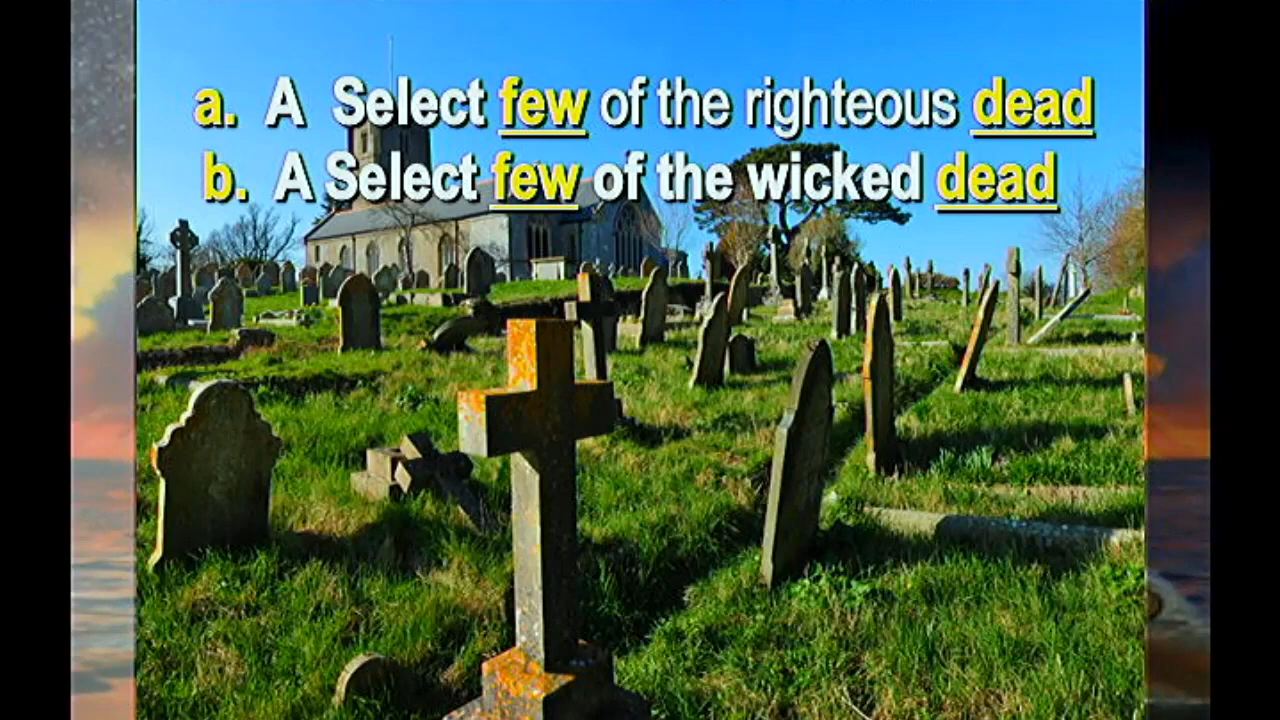 a. A Select few of the righteous dead
b. A Select few of the wicked dead